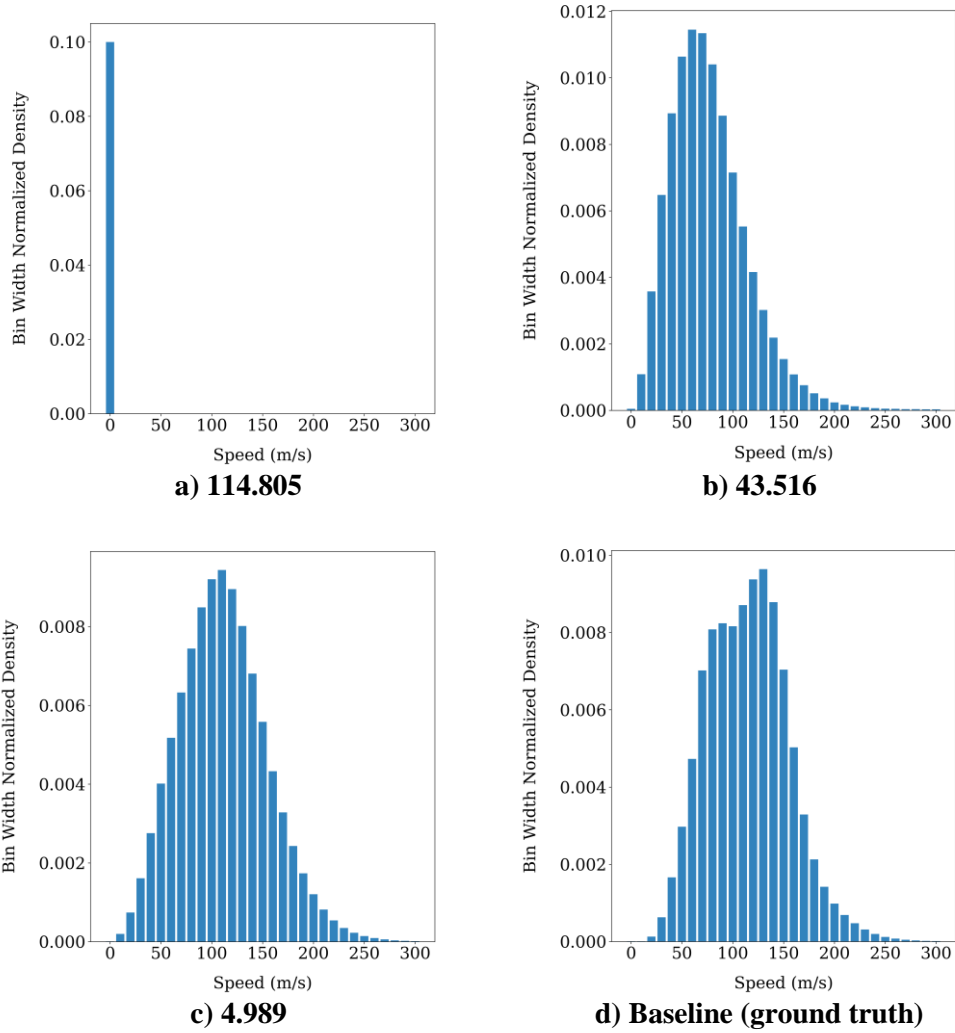 Bin Width Normalized Density
0.10
0.08
0.06
0.04
0.02
0.00
0 50 100 150 200 250 300
Speed (m/s)
a) 114.805
Bin Width Normalized Density
0.012
0.010
0.008
0.006
0.004
0.002
0.000
0 50 100 150 200 250 300
Speed (m/s)
b) 43.516
Bin Width Normalized Density
0.008
0.006
0.004
0.002
0.000
0 50 100 150 200 250 300
Speed (m/s)
c) 4.989
Bin Width Normalized Density
0.010
0.008
0.006
0.004
0.002
0.000
0 50 100 150 200 250 300
Speed (m/s)
d) Baseline (ground truth)